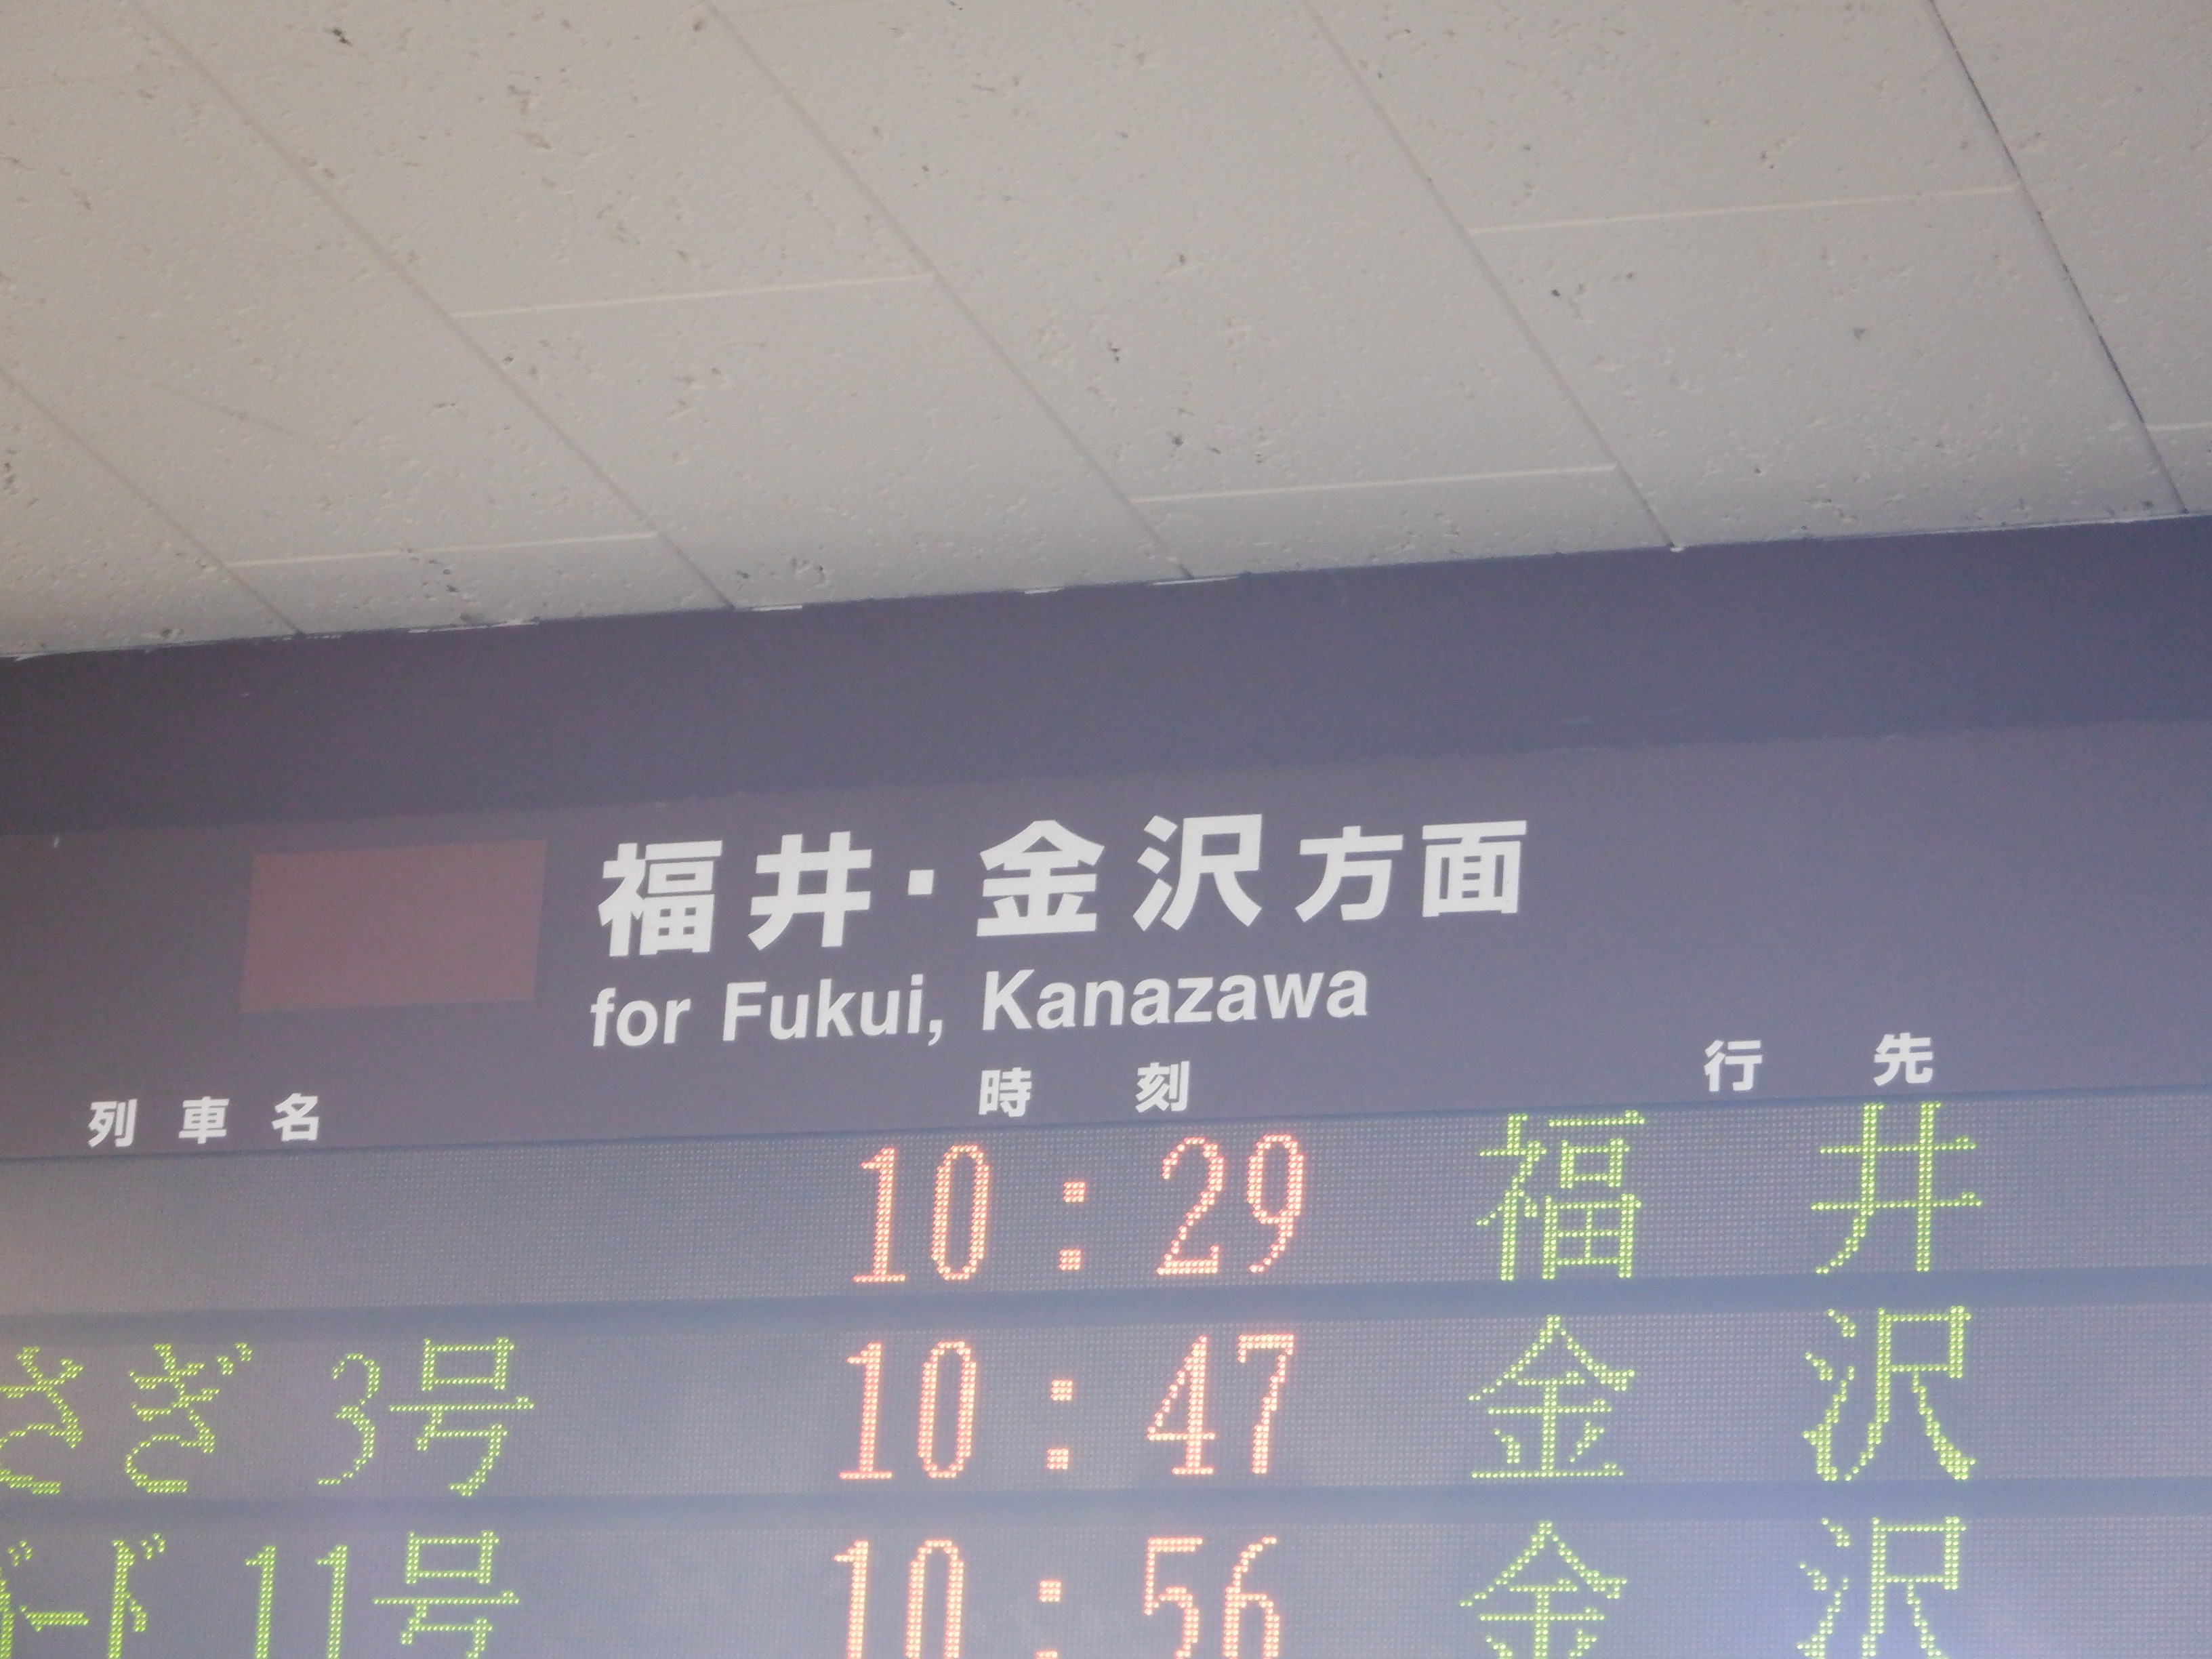 福井・金沢方面
for Fukui, Kanazawa
列車名 時刻 行先
10:29 福井
さぎ 3号 10:47 金沢
ード 11号 10:56 金沢